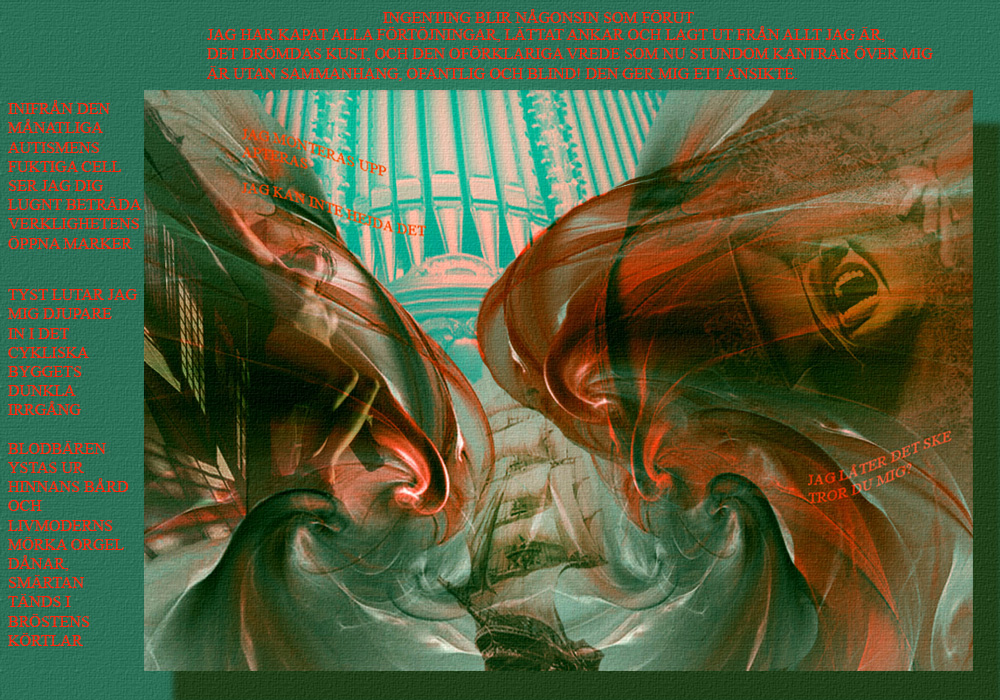 INGENTING BLIR NÅGONSIN SOM FÖRUT
JAG HAR KAPAT ALLA FÖRTÖJNINGAR, LÄTTAT ANKAR OCH LAGT UT FRÅN ALLT JAG ÄR.
DET DRÖMDAS KUST, OCH DEN OFÖRKLARIGA VREDE SOM NU STUNDOM KANTRAR ÖVER MIG
ÄR UTAN SAMMANHANG, OFANTLIG OCH BLIND! DEN GER MIG ETT ANSIKTE.
INIFRÅN DEN
MÅNATLIGA
AUTISMENS
FUKTIGA CELL
SER JAG DIG
LUGNT BETRÄDA
VERKLIGHETENS
ÖPPNA MARKER
TYST LUTAR JAG
MIG DJUPARE
IN I DET
CYKLISKA
BYGGETS
DUNKLA
IRRGÅNG
BLODBÄREN
YSTAS UR
HINNANS BÅRD
OCH
LIVMODERNS
MÖRKA ORGEL
DÅNAR,
SMÄRTAN
TÄNDS I
BRÖSTENS
KÖRTLAR
JAG MONTERAS UPP
APTERAS
JAG KAN INTE HEJDA DET
JAG LÅTER DET SKE
TROR DU MIG?